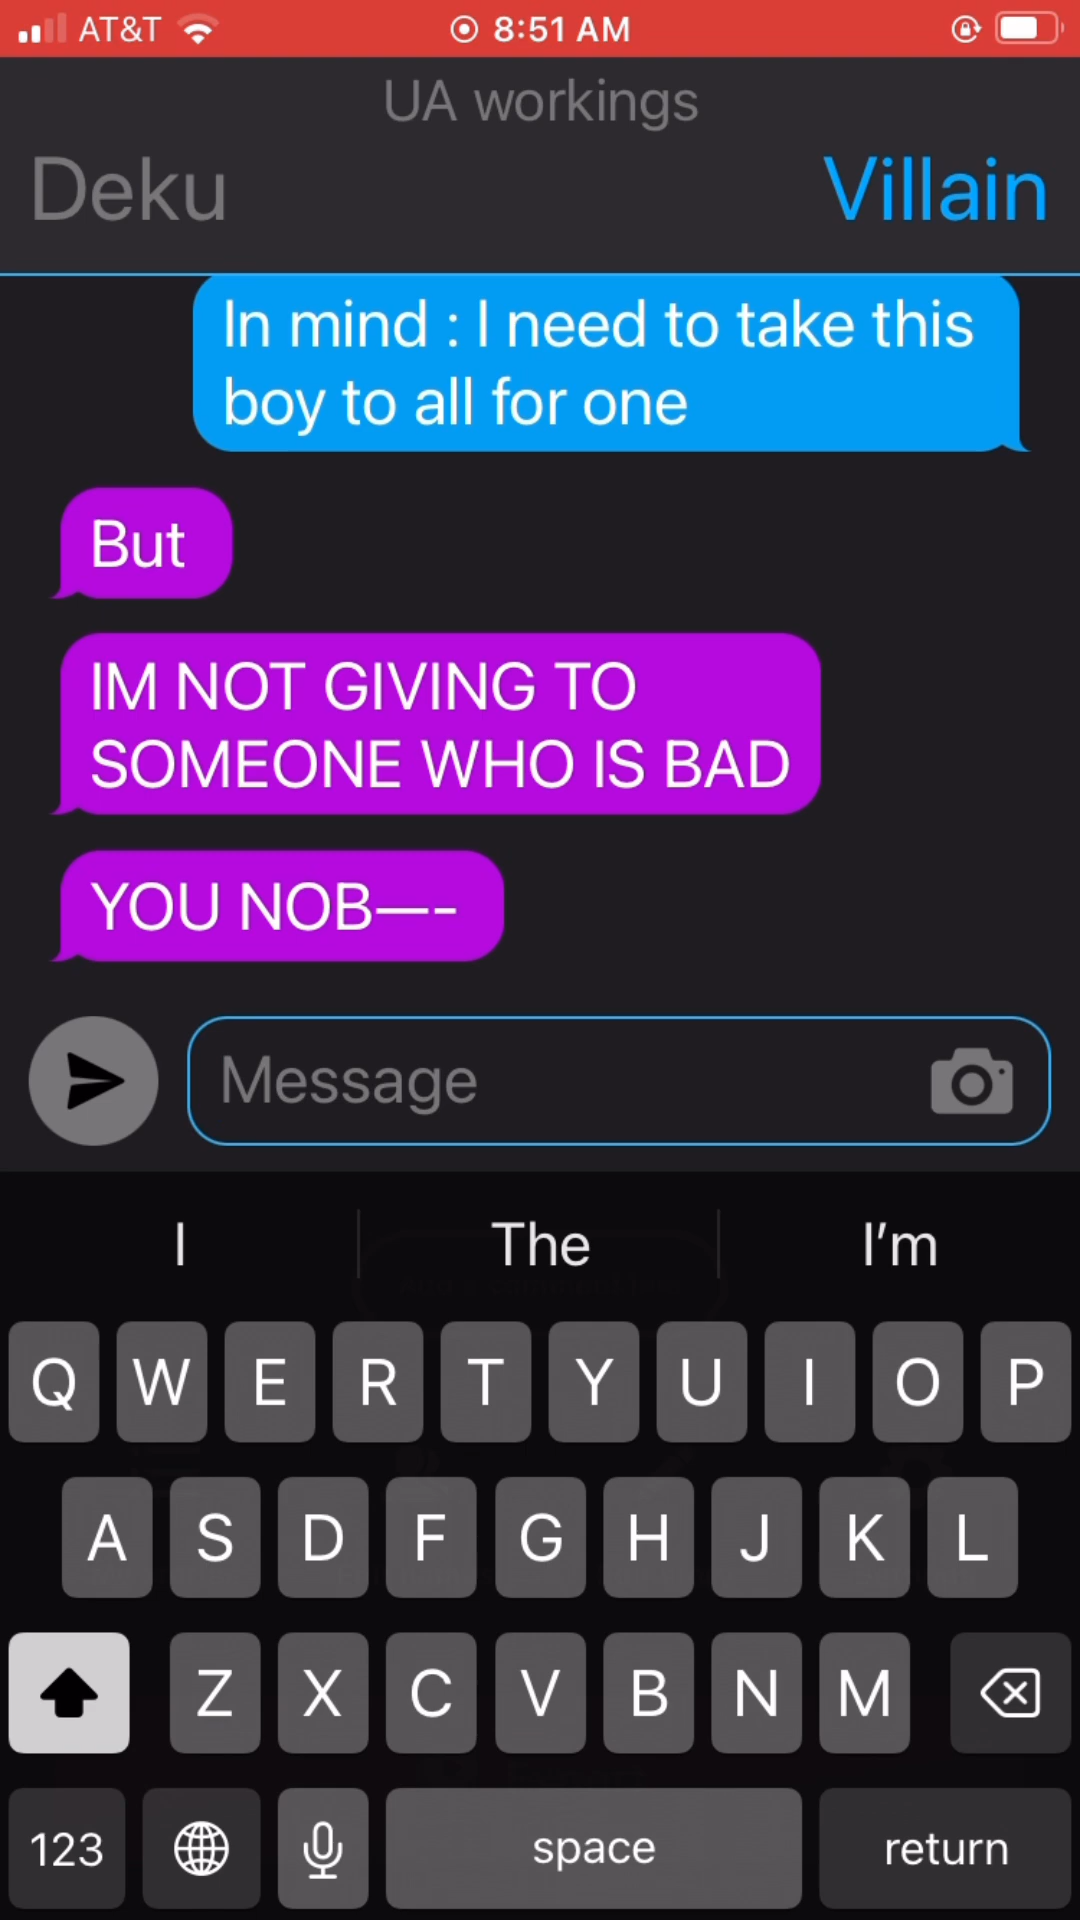 AT&T 8:51 AM
UA workings
Deku Villain
In mind : I need to take this
boy to all for one
But
IM NOT GIVING TO
SOMEONE WHO IS BAD
YOU NOB—--
Message
I The I’m
Q W E R T Y U I O P
A S D F G H J K L
Z X C V B N M
123 space return